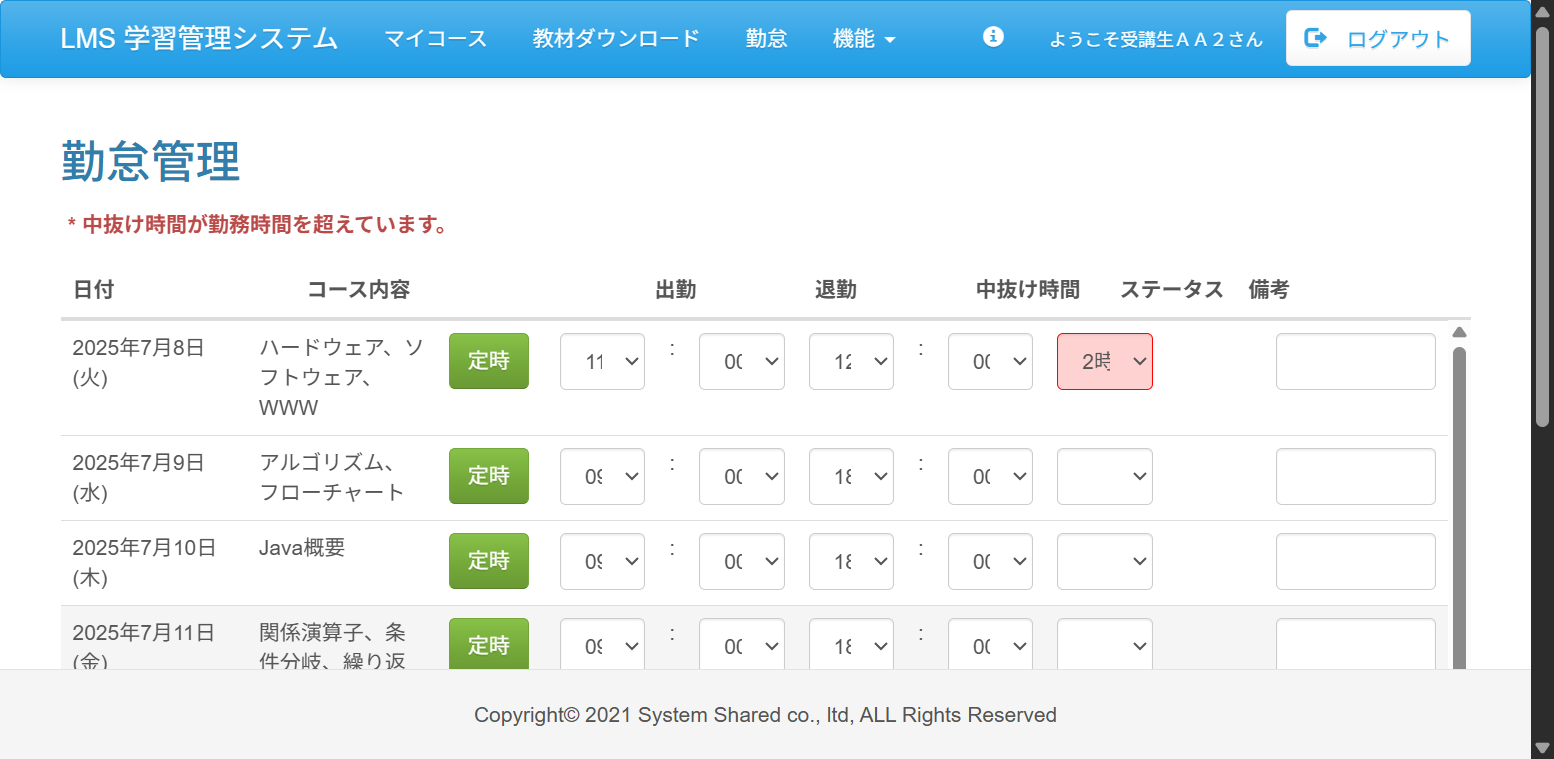 LMS 学習管理システム マイコース 教材ダウンロード 勤怠 機能 ようこそ受講生ＡＡ２さん ログアウト
勤怠管理
* 中抜け時間が勤務時間を超えています。
日付 コース内容 出勤 退勤 中抜け時間 ステータス 備考
2025年7月8日
(火)
ハードウェア、ソ
フトウェア、
WWW
定時 11 : 00 12 : 00 2時
2025年7月9日
(水)
アルゴリズム、
フローチャート
定時 09 : 00 18 : 00
2025年7月10日
(木)
Java概要
定時 09 : 00 18 : 00
2025年7月11日
(金)
関係演算子、条
件分岐、繰り返
定時 09 : 00 18 : 00
Copyright© 2021 System Shared co., ltd, ALL Rights Reserved